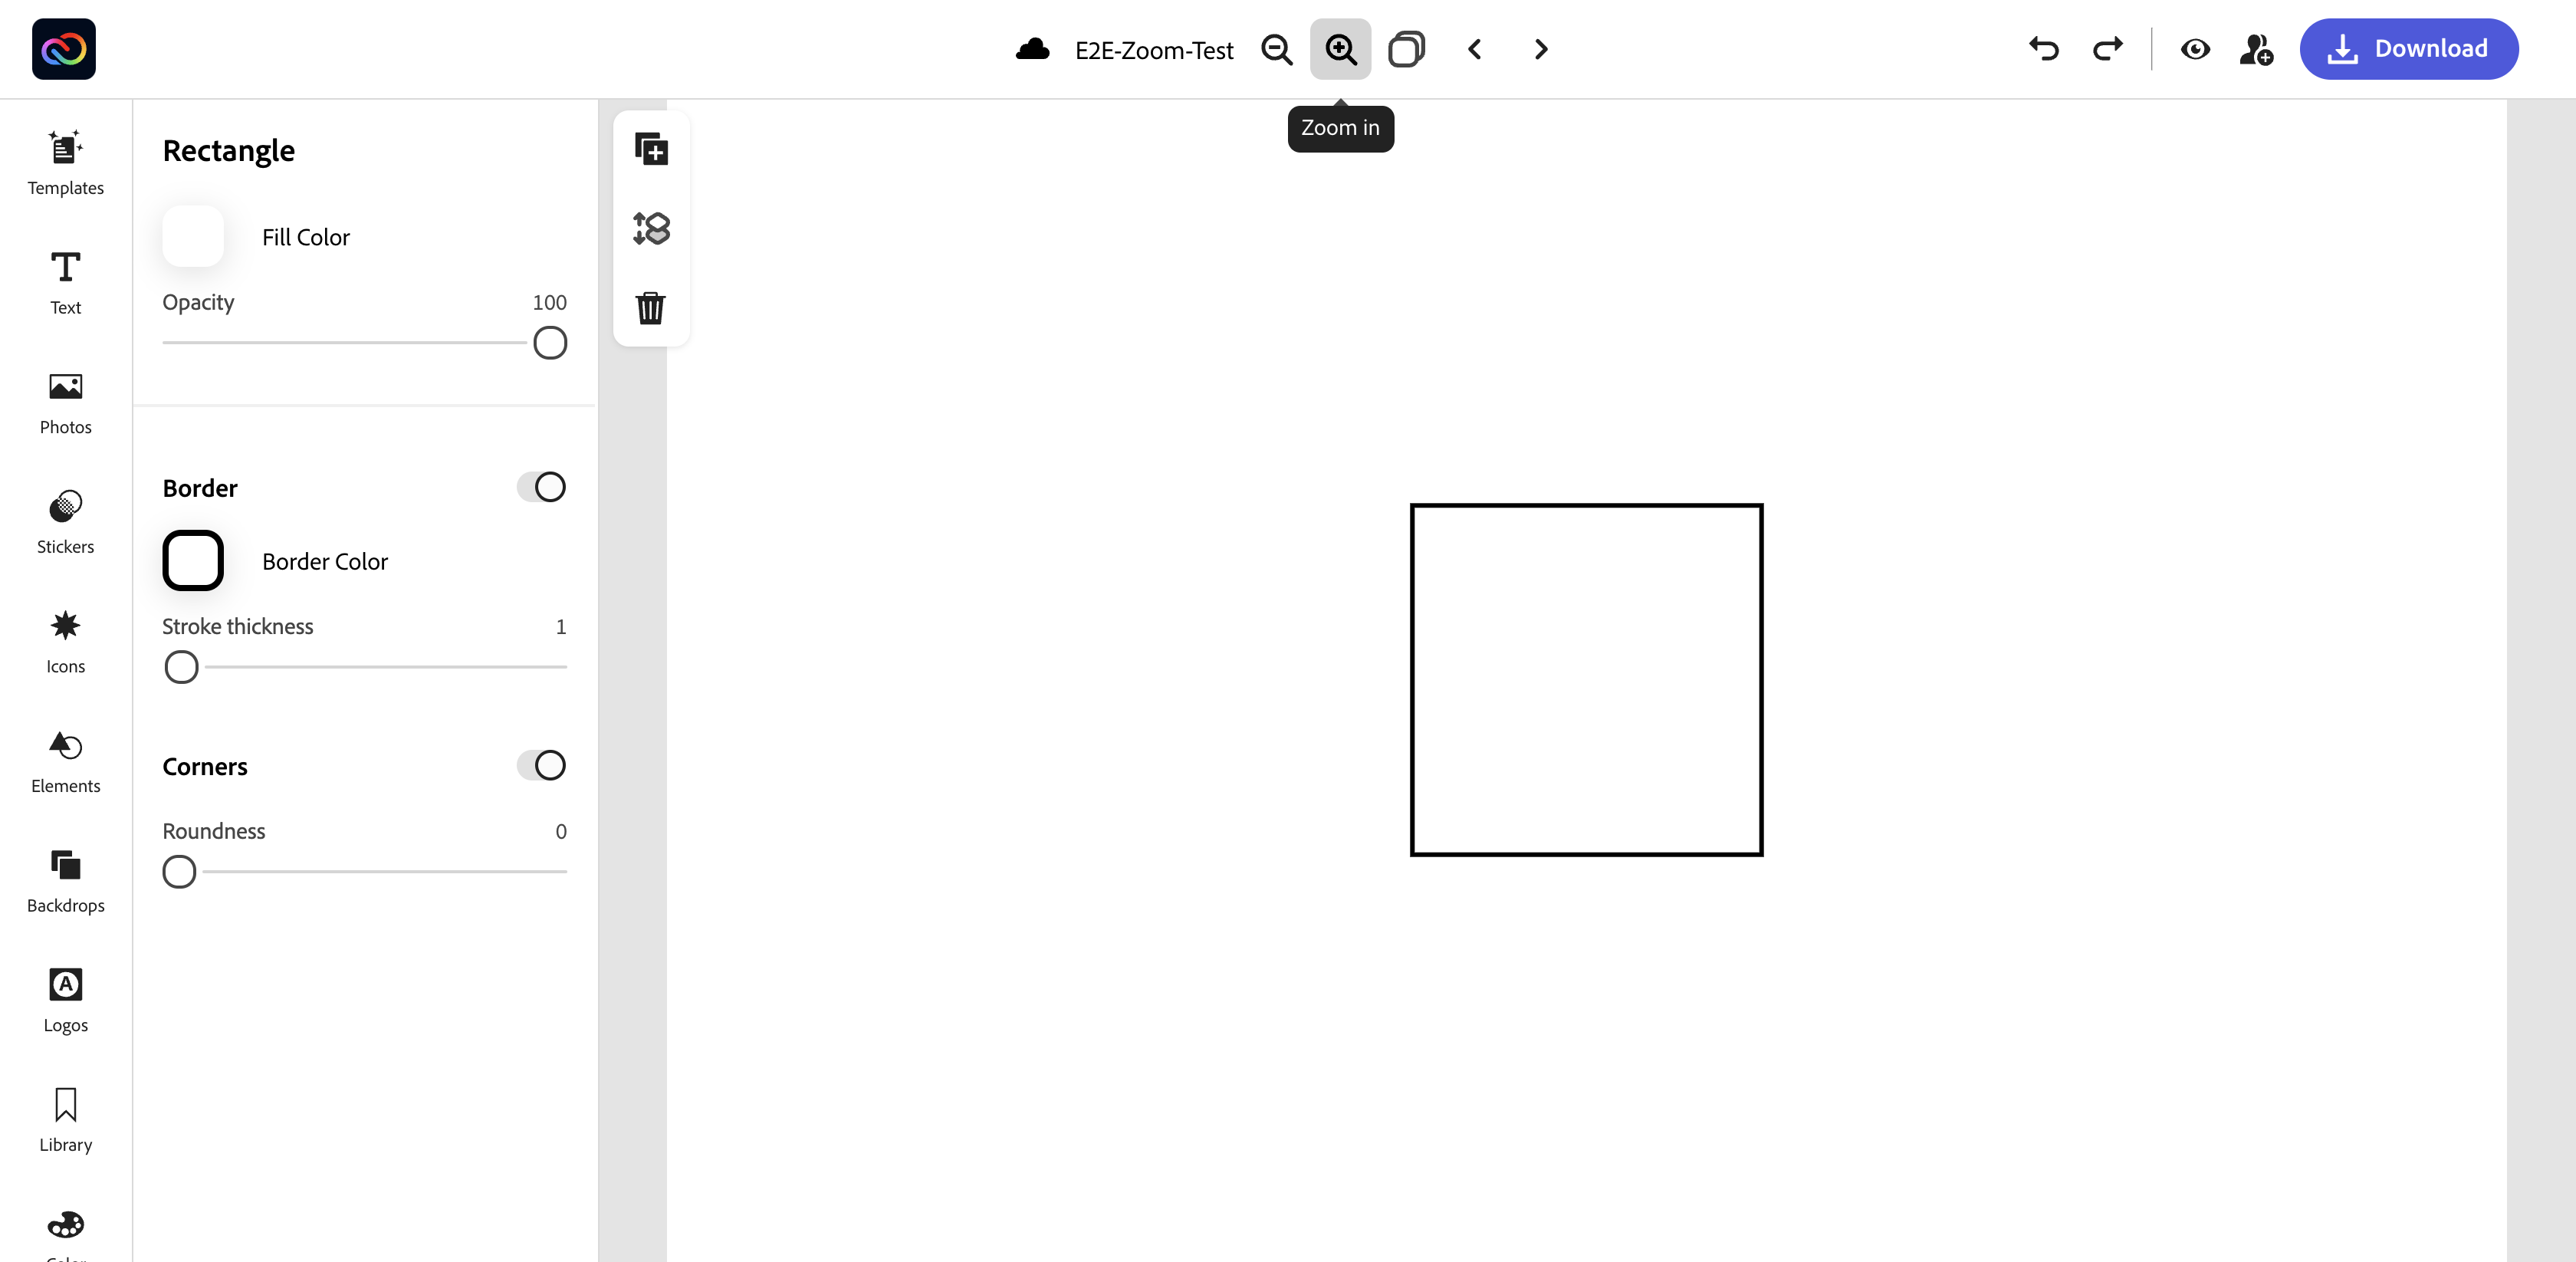 E2E-Zoom-Test
Download
Zoom in
Templates
Text
Photos
Stickers
Icons
Elements
Backdrops
Logos
Library
Rectangle
Fill Color
Opacity 100
Border
Border Color
Stroke thickness 1
Corners
Roundness 0